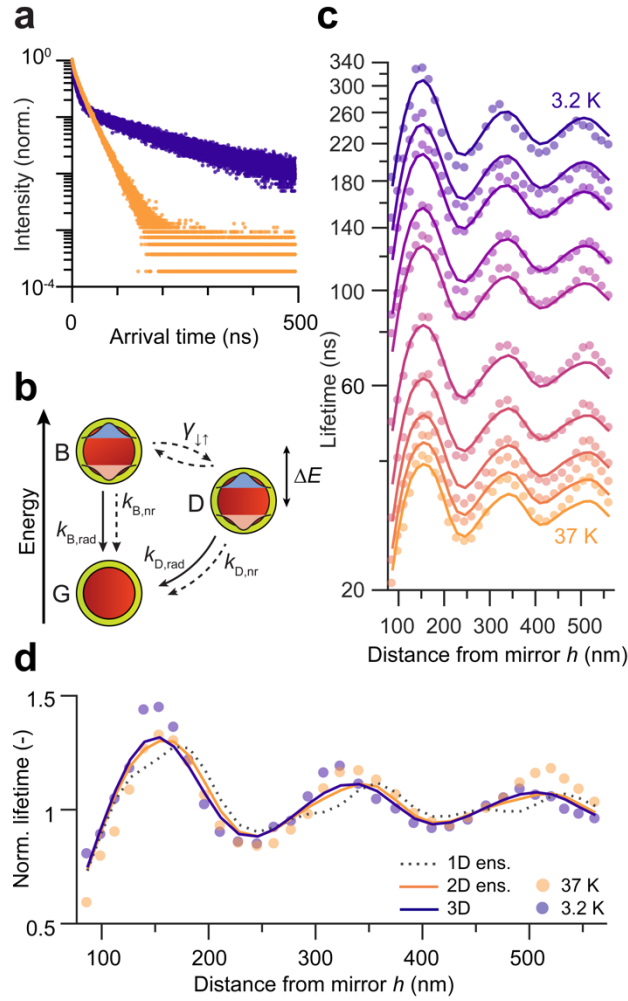 a
10⁰
10⁻⁴
Intensity (norm.)
0
500
Arrival time (ns)
b
Energy
B
D
G
γ↓↑
ΔE
k_B,rad
k_B,nr
k_D,rad
k_D,nr
c
340
300
260
220
180
140
100
60
20
Lifetime (ns)
3.2 K
37 K
100
200
300
400
500
Distance from mirror h (nm)
d
1.5
1
0.5
Norm. lifetime (-)
1D ens.
2D ens.
3D
37 K
3.2 K
100
200
300
400
500
Distance from mirror h (nm)